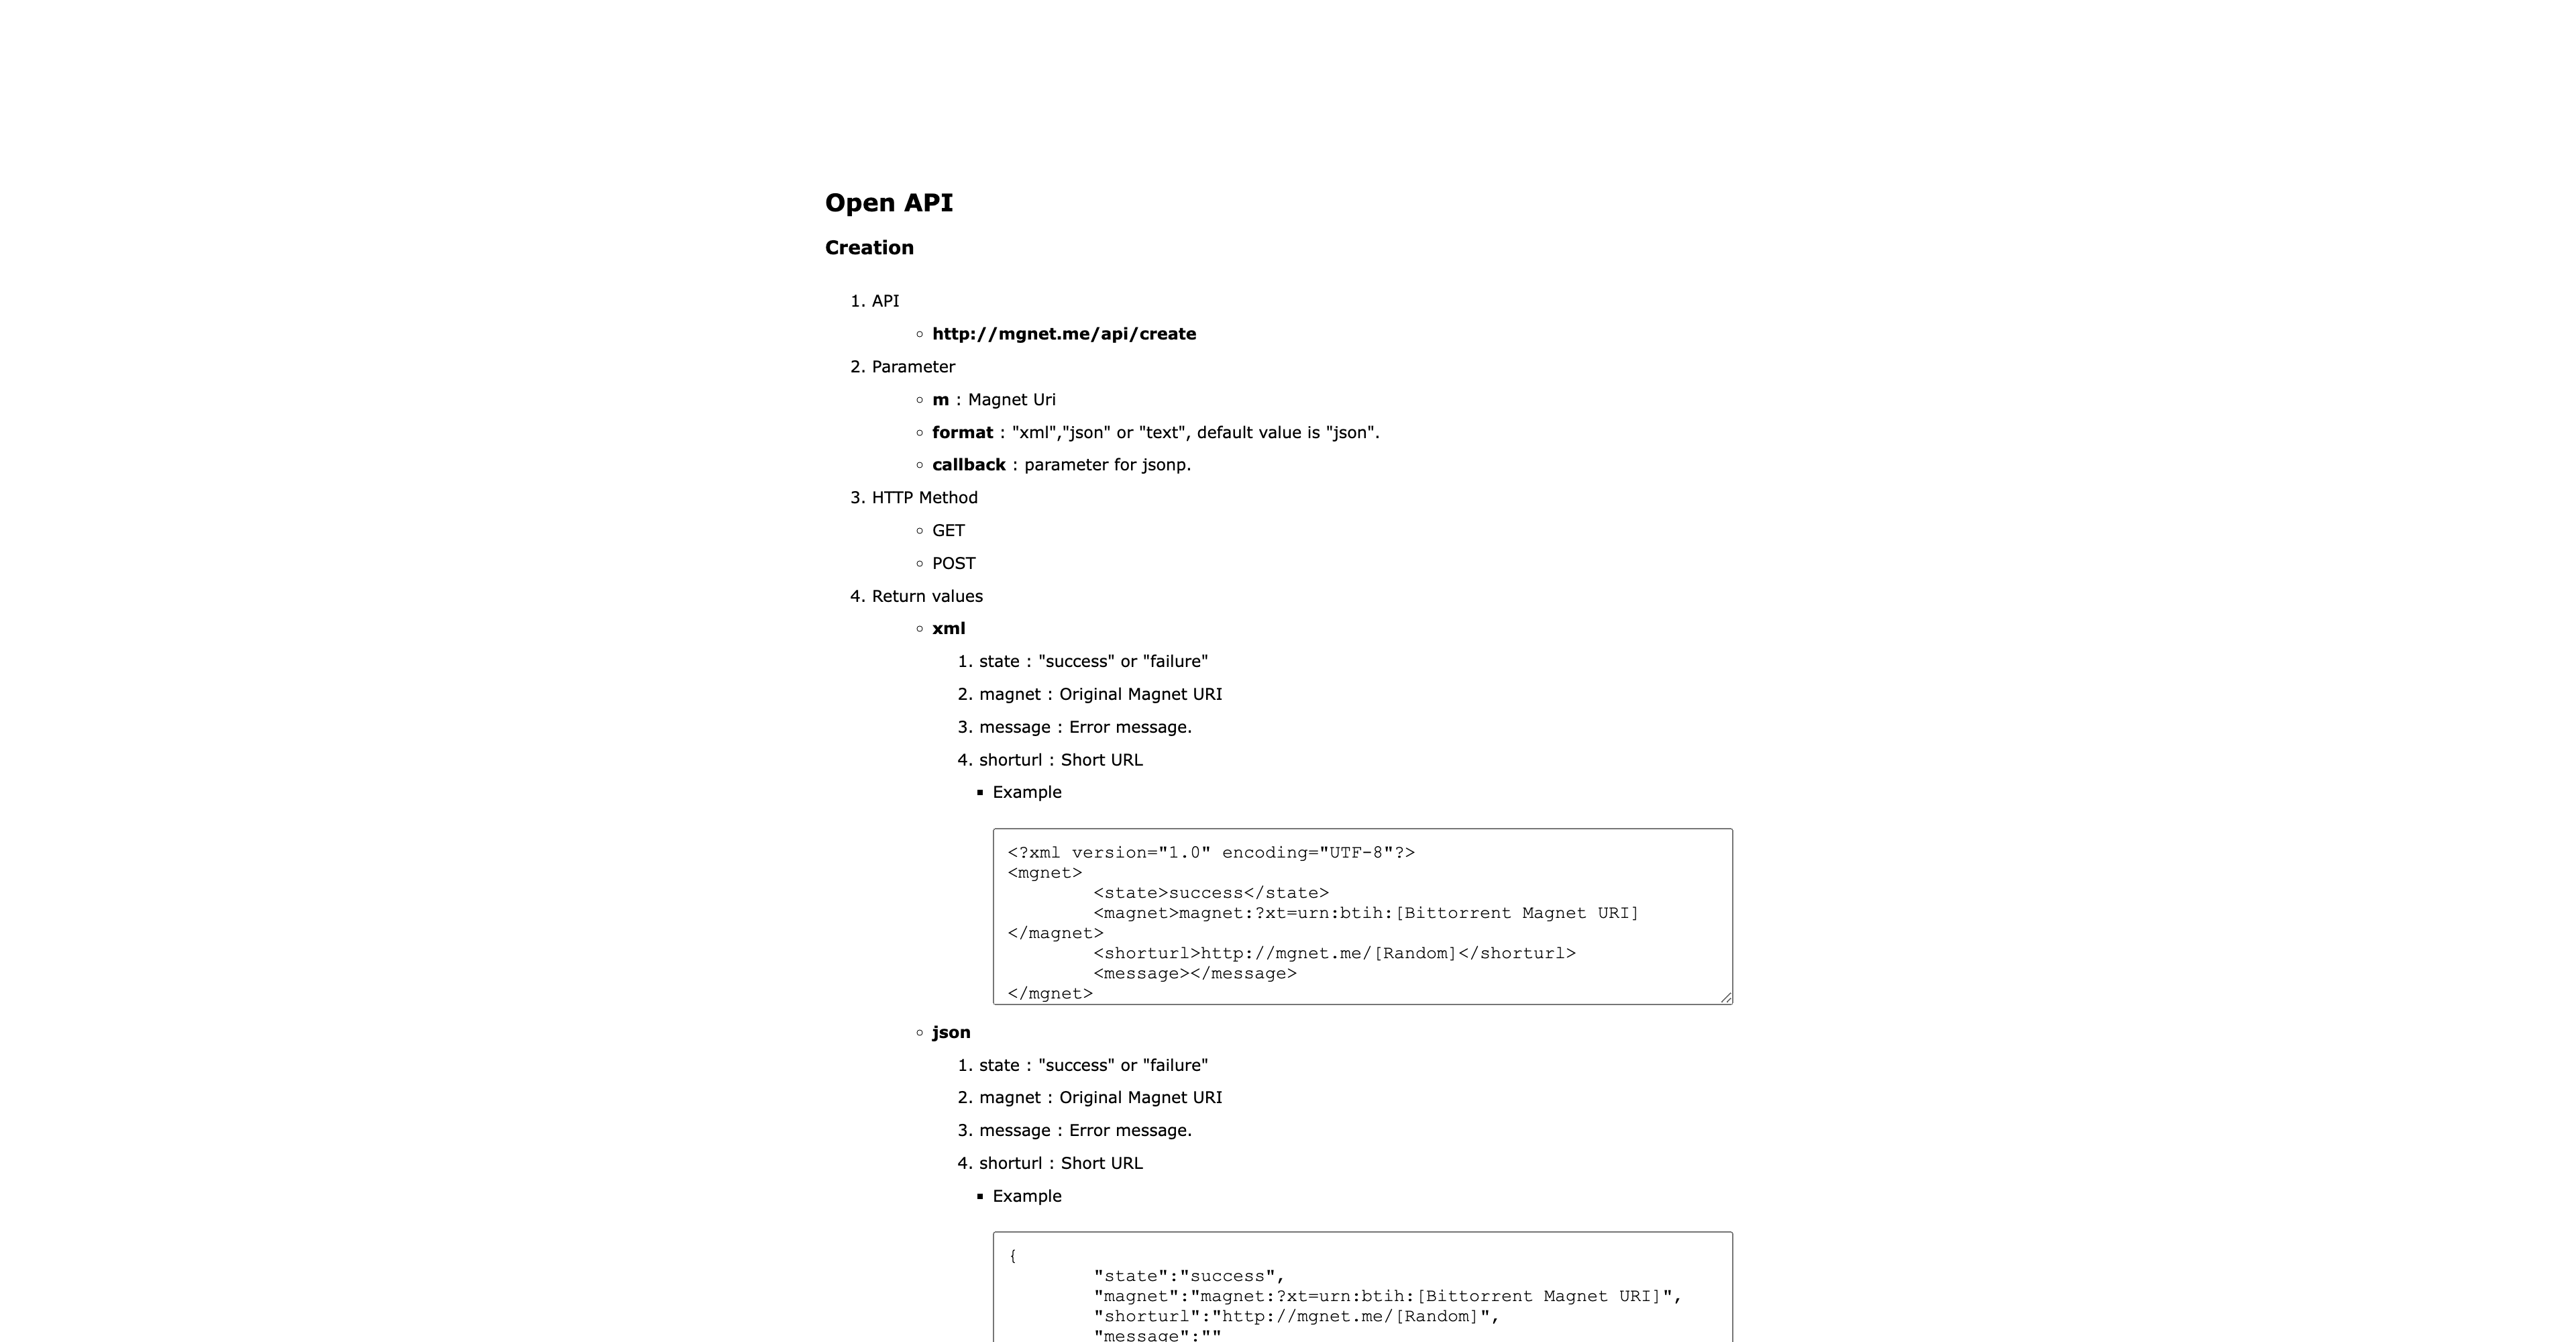 Open API
Creation
1. API
○ http://mgnet.me/api/create
2. Parameter
○ m : Magnet Uri
○ format : "xml","json" or "text", default value is "json".
○ callback : parameter for jsonp.
3. HTTP Method
○ GET
○ POST
4. Return values
○ xml
1. state : "success" or "failure"
2. magnet : Original Magnet URI
3. message : Error message.
4. shorturl : Short URL
▪ Example
<?xml version="1.0" encoding="UTF-8"?>
<mgnet>
<state>success</state>
<magnet>magnet:?xt=urn:btih:[Bittorrent Magnet URI]
</magnet>
<shorturl>http://mgnet.me/[Random]</shorturl>
<message></message>
</mgnet>
○ json
1. state : "success" or "failure"
2. magnet : Original Magnet URI
3. message : Error message.
4. shorturl : Short URL
▪ Example
{
"state":"success",
"magnet":"magnet:?xt=urn:btih:[Bittorrent Magnet URI]",
"shorturl":"http://mgnet.me/[Random]",
"message":""